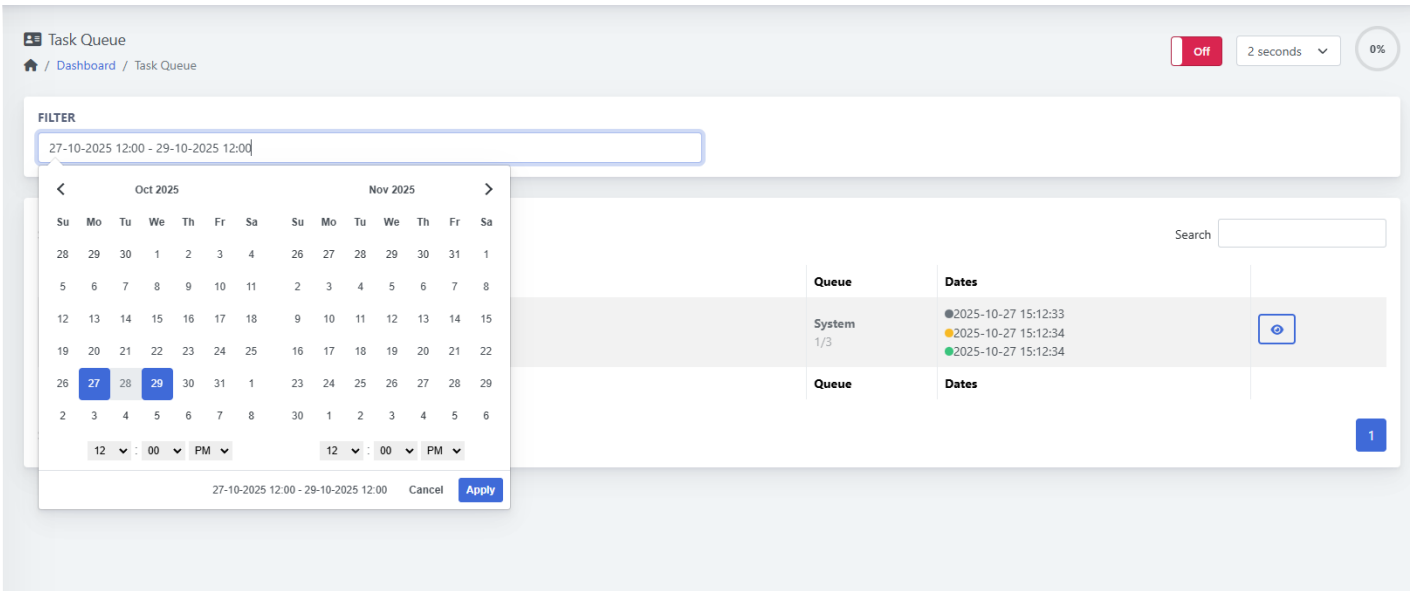 Task Queue
/ Dashboard / Task Queue
Off
2 seconds
0%
FILTER
27-10-2025 12:00 - 29-10-2025 12:00
Oct 2025
Su Mo Tu We Th Fr Sa
28 29 30 1 2 3 4
5 6 7 8 9 10 11
12 13 14 15 16 17 18
19 20 21 22 23 24 25
26 27 28 29 30 31 1
2 3 4 5 6 7 8
12 : 00 PM
Nov 2025
Su Mo Tu We Th Fr Sa
26 27 28 29 30 31 1
2 3 4 5 6 7 8
9 10 11 12 13 14 15
16 17 18 19 20 21 22
23 24 25 26 27 28 29
30 1 2 3 4 5 6
12 : 00 PM
27-10-2025 12:00 - 29-10-2025 12:00 Cancel Apply
Search
Queue Dates
System
1/3
2025-10-27 15:12:33
2025-10-27 15:12:34
2025-10-27 15:12:34
Queue Dates
1